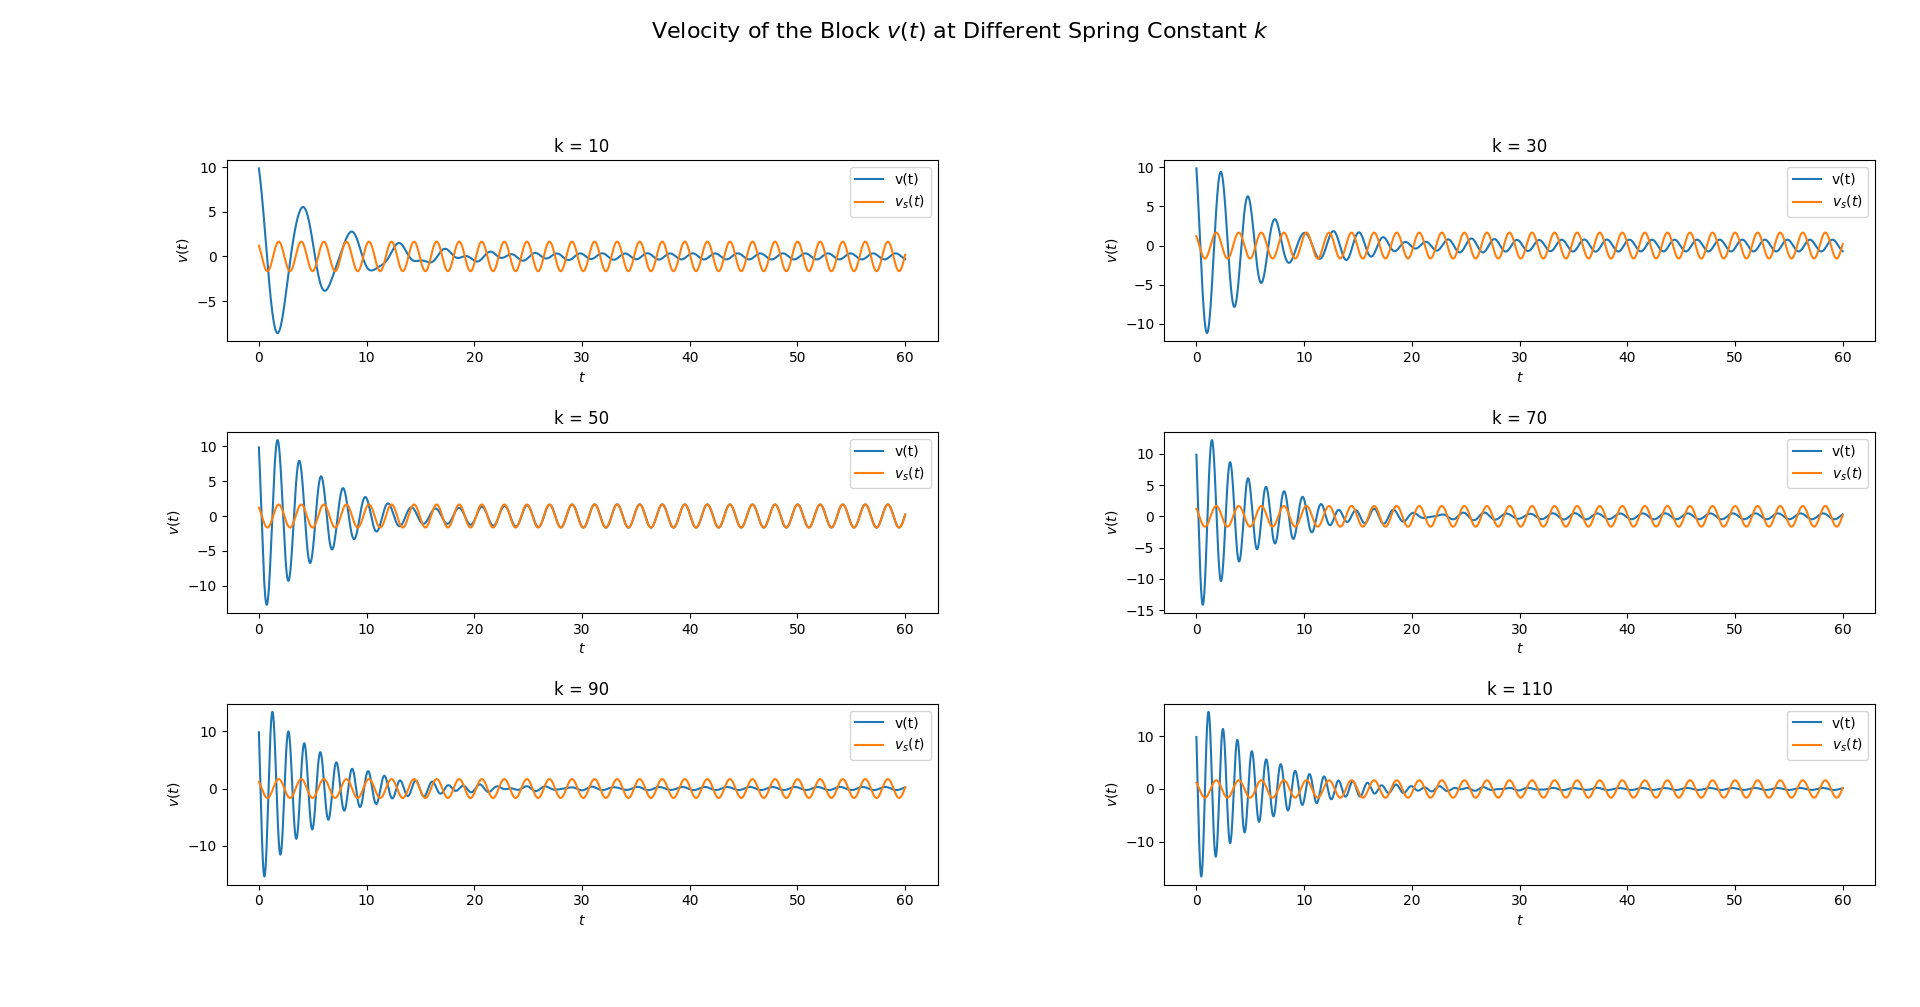 Velocity of the Block v(t) at Different Spring Constant k
k = 10
v(t)
10
5
0
−5
0 10 20 30 40 50 60
t
v(t)
v_s(t)
k = 30
v(t)
10
5
0
−5
−10
0 10 20 30 40 50 60
t
v(t)
v_s(t)
k = 50
v(t)
10
5
0
−5
−10
0 10 20 30 40 50 60
t
v(t)
v_s(t)
k = 70
v(t)
10
5
0
−5
−10
−15
0 10 20 30 40 50 60
t
v(t)
v_s(t)
k = 90
v(t)
10
0
−10
0 10 20 30 40 50 60
t
v(t)
v_s(t)
k = 110
v(t)
10
0
−10
0 10 20 30 40 50 60
t
v(t)
v_s(t)